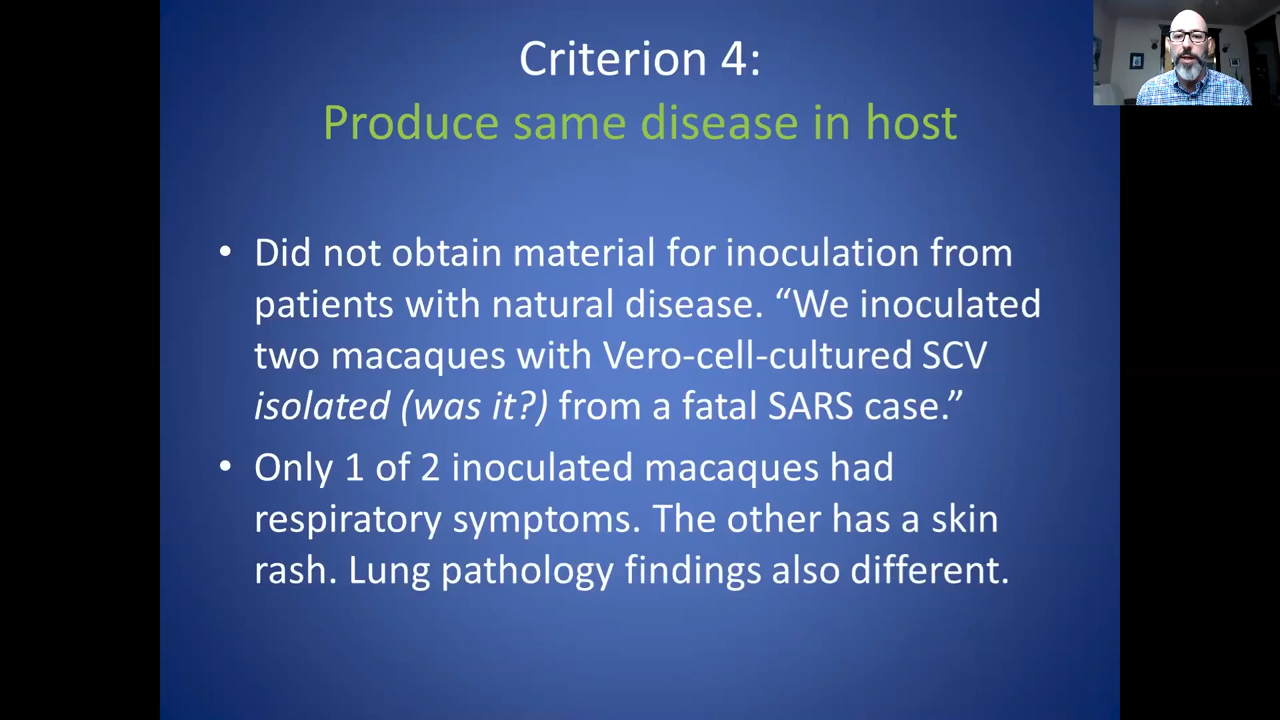 Criterion 4:
Produce same disease in host
• Did not obtain material for inoculation from
patients with natural disease. “We inoculated
two macaques with Vero-cell-cultured SCV
isolated (was it?) from a fatal SARS case.”
• Only 1 of 2 inoculated macaques had
respiratory symptoms. The other has a skin
rash. Lung pathology findings also different.